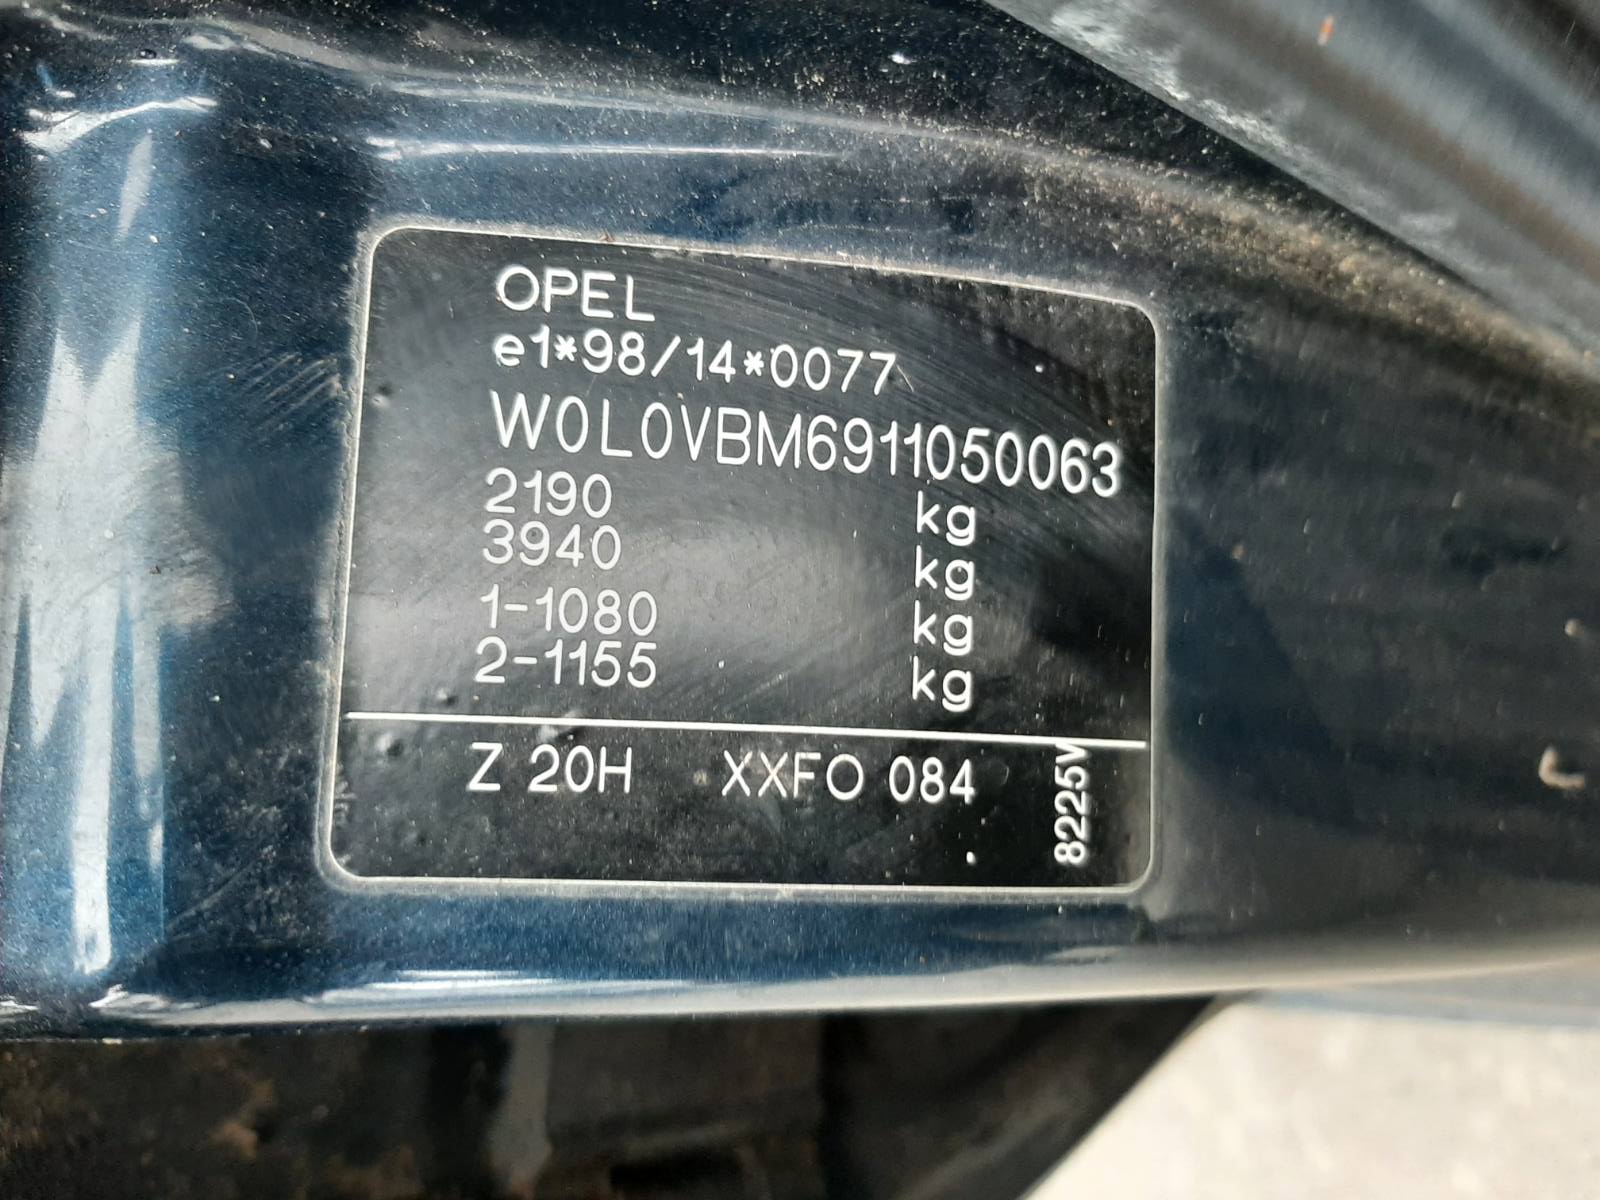 OPEL
e1*98/14*0077
W0L0VBM6911050063
2190 kg
3940 kg
1-1080 kg
2-1155 kg
Z 20H XXFO 084
8225V